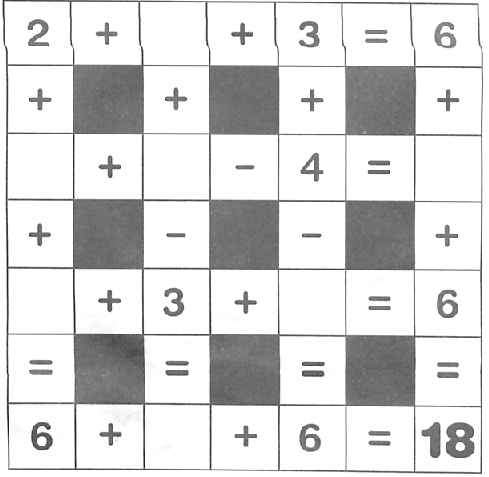 2 + + 3 = 6
+ + + +
+ - 4 =
+ - - +
+ 3 + = 6
= = = =
6 + + 6 = 18